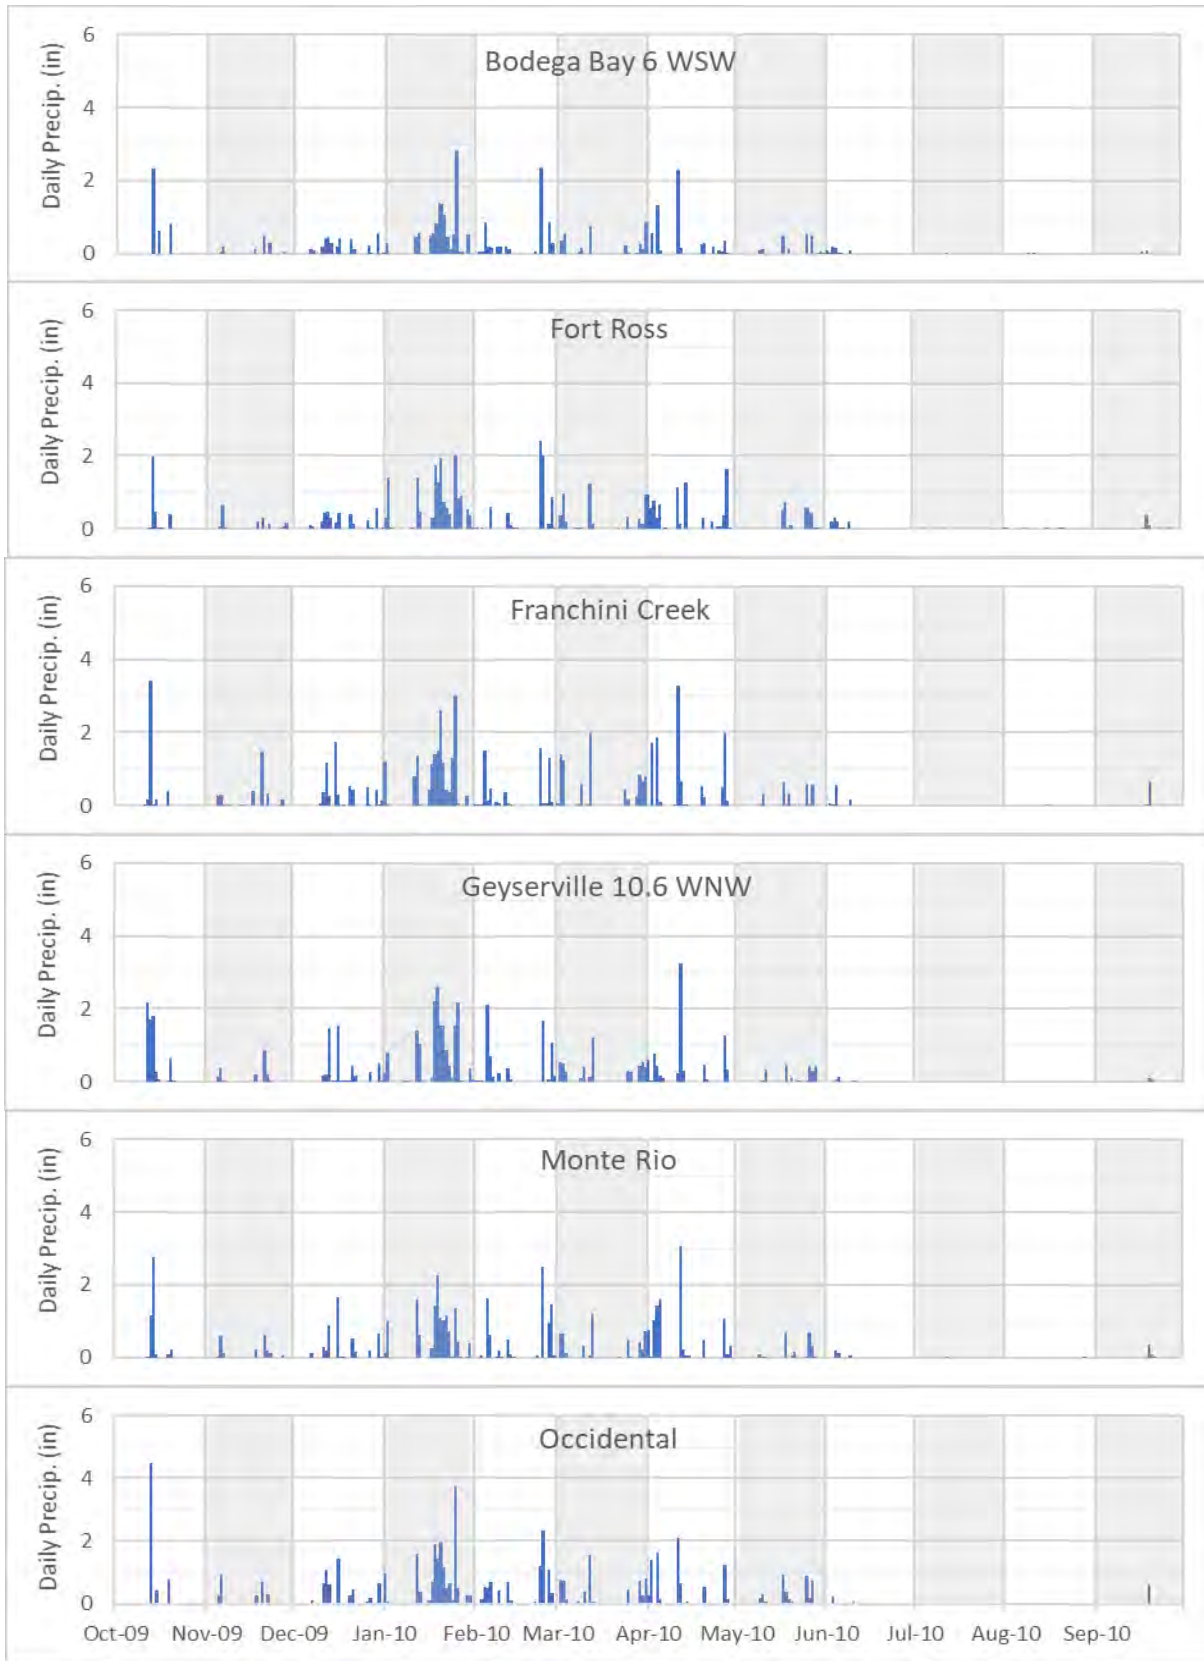 Bodega Bay 6 WSW
Daily Precip. (in)
6
4
2
0
Fort Ross
Daily Precip. (in)
6
4
2
0
Franchini Creek
Daily Precip. (in)
6
4
2
0
Geyserville 10.6 WNW
Daily Precip. (in)
6
4
2
0
Monte Rio
Daily Precip. (in)
6
4
2
0
Occidental
Daily Precip. (in)
6
4
2
0
Oct-09 Nov-09 Dec-09 Jan-10 Feb-10 Mar-10 Apr-10 May-10 Jun-10 Jul-10 Aug-10 Sep-10